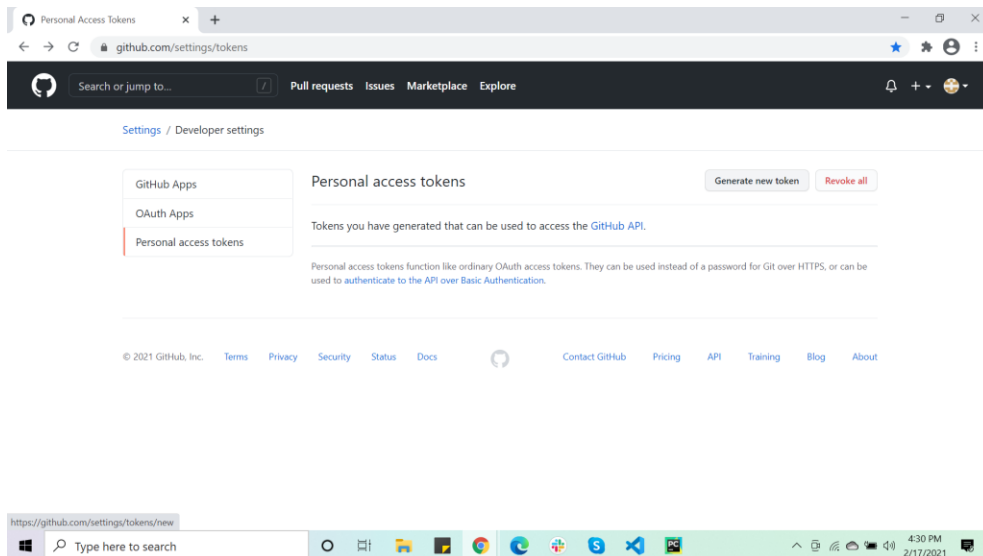 Personal Access Tokens
github.com/settings/tokens
Search or jump to... /
Pull requests Issues Marketplace Explore
Settings / Developer settings
GitHub Apps
OAuth Apps
Personal access tokens
Personal access tokens
Generate new token
Revoke all
Tokens you have generated that can be used to access the GitHub API.
Personal access tokens function like ordinary OAuth access tokens. They can be used instead of a password for Git over HTTPS, or can be
used to authenticate to the API over Basic Authentication.
© 2021 GitHub, Inc. Terms Privacy Security Status Docs Contact GitHub Pricing API Training Blog About
https://github.com/settings/tokens/new
Type here to search
S
PC
4:30 PM
2/17/2021